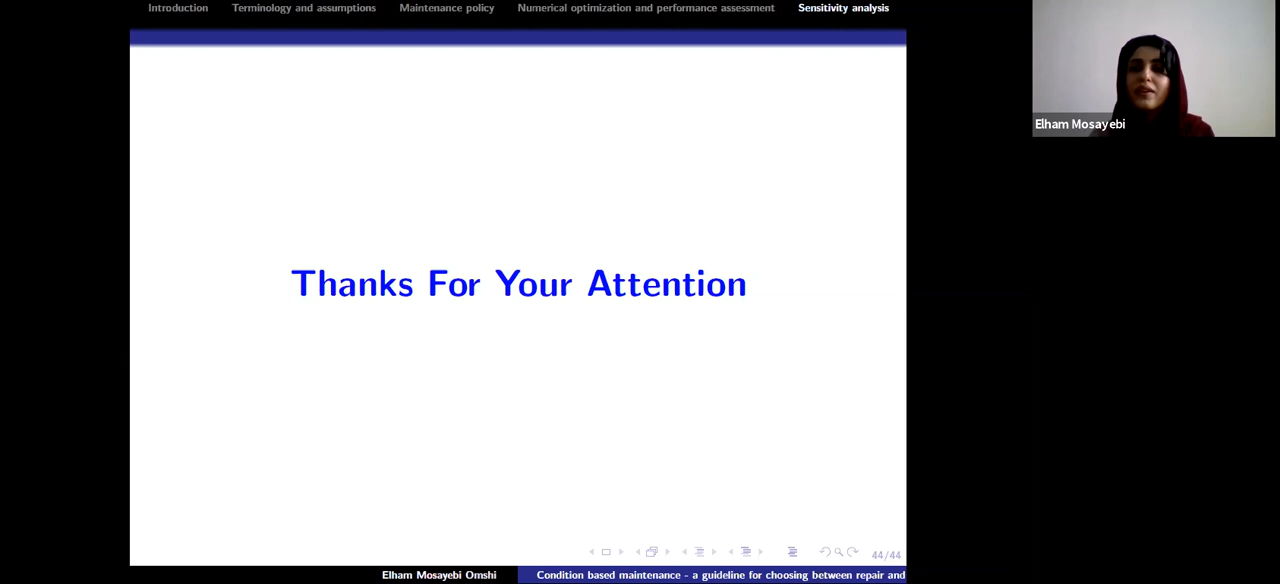 Introduction Terminology and assumptions Maintenance policy Numerical optimization and performance assessment Sensitivity analysis
Elham Mosayebi
Thanks For Your Attention
44/44
Elham Mosayebi Omshi Condition based maintenance - a guideline for choosing between repair and